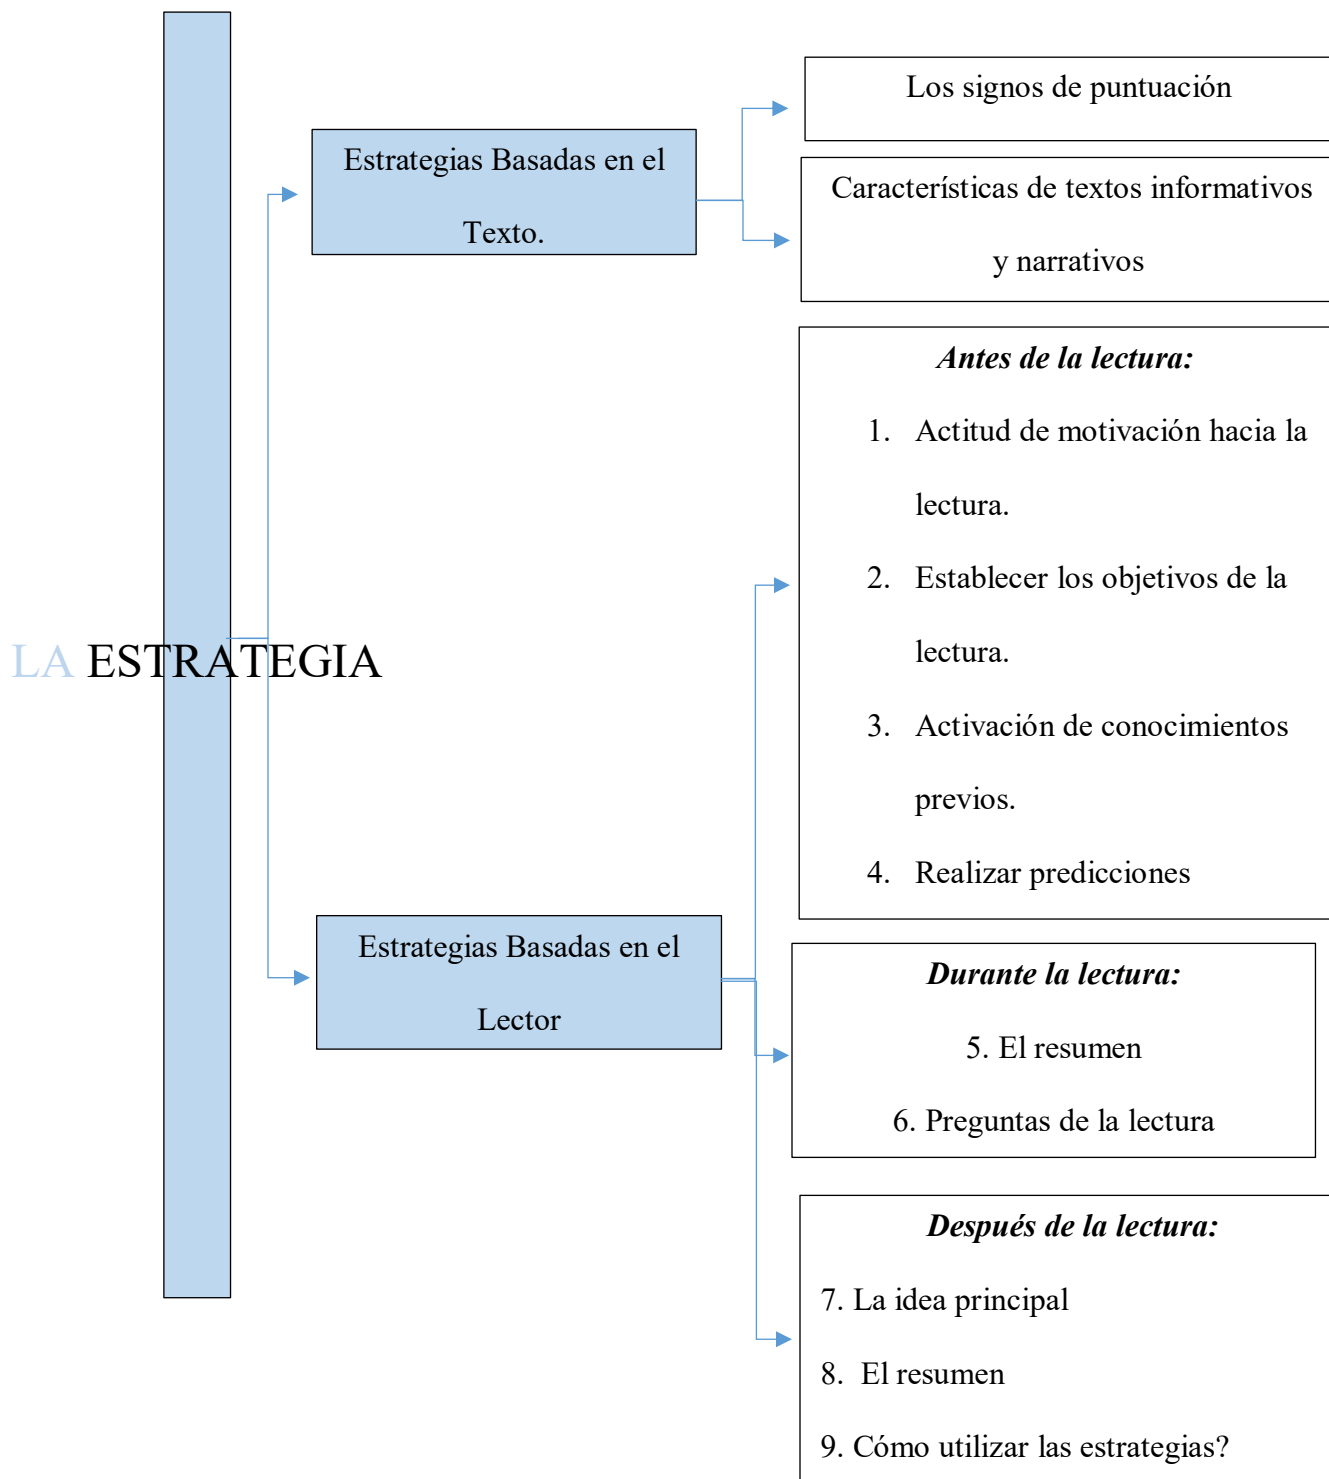 Los signos de puntuación
Estrategias Basadas en el
Texto.
Características de textos informativos
y narrativos
LA ESTRATEGIA
Estrategias Basadas en el
Lector
Antes de la lectura:
1. Actitud de motivación hacia la
lectura.
2. Establecer los objetivos de la
lectura.
3. Activación de conocimientos
previos.
4. Realizar predicciones
Durante la lectura:
5. El resumen
6. Preguntas de la lectura
Después de la lectura:
7. La idea principal
8. El resumen
9. Cómo utilizar las estrategias?